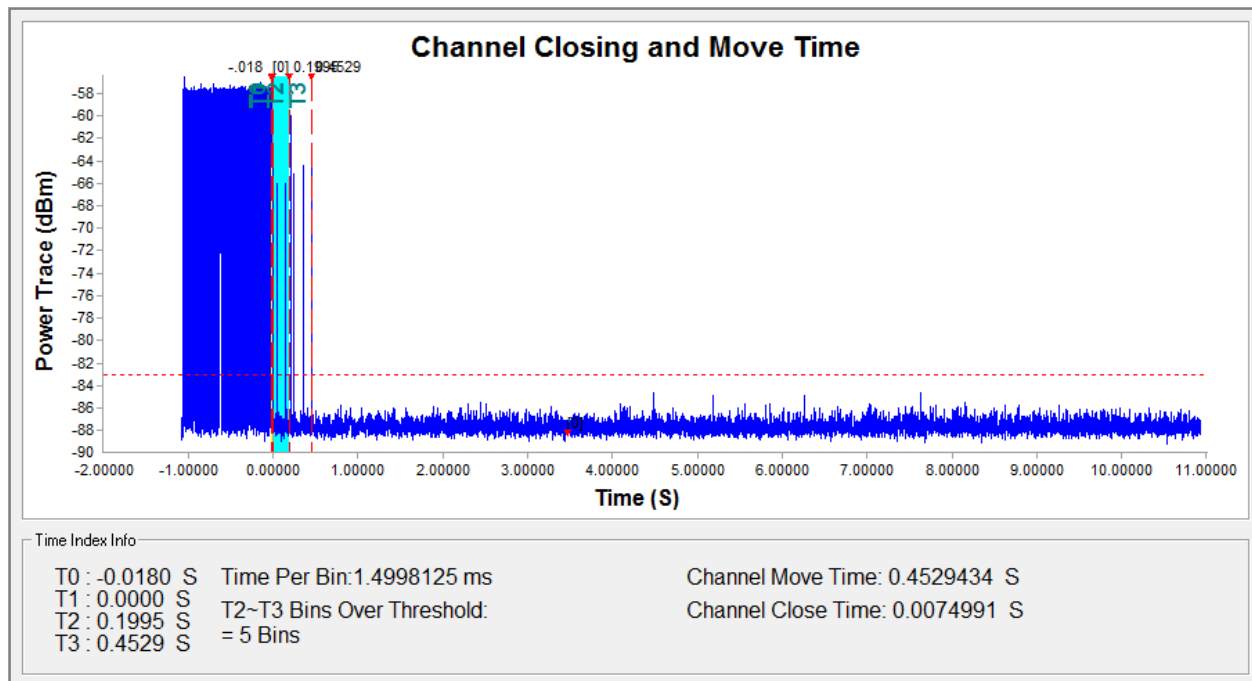 Channel Closing and Move Time
-.018 [0] 0.1995 0.4529
T0 T2 T3
Power Trace (dBm)
-58
-60
-62
-64
-66
-68
-70
-72
-74
-76
-78
-80
-82
-84
-86
-88
-90
-2.00000 -1.00000 0.00000 1.00000 2.00000 3.00000 4.00000 5.00000 6.00000 7.00000 8.00000 9.00000 10.00000 11.00000
Time (S)
Time Index Info
T0 : -0.0180 S
T1 : 0.0000 S
T2 : 0.1995 S
T3 : 0.4529 S
Time Per Bin:1.4998125 ms
T2~T3 Bins Over Threshold:
= 5 Bins
Channel Move Time: 0.4529434 S
Channel Close Time: 0.0074991 S